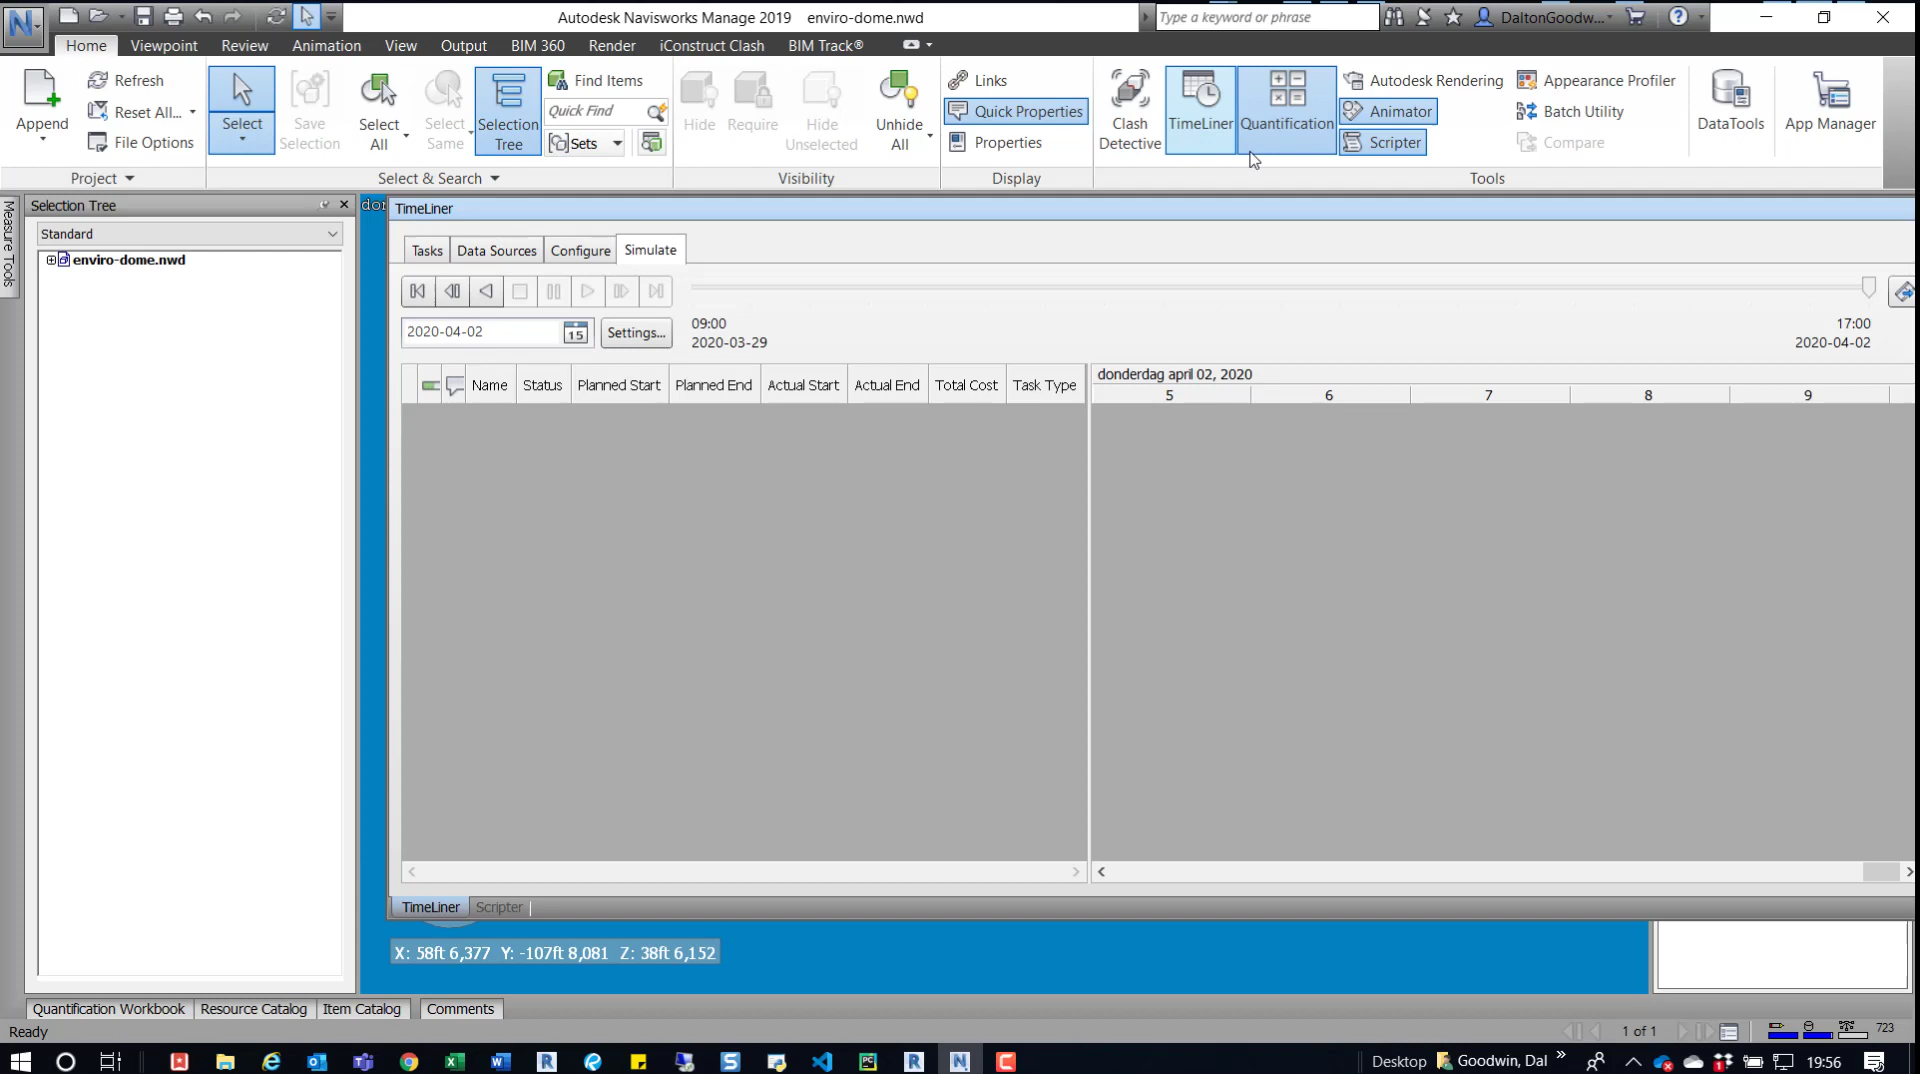 Autodesk Navisworks Manage 2019 enviro-dome.nwd
Type a keyword or phrase
DaltonGoodw...
Home Viewpoint Review Animation View Output BIM 360 Render iConstruct Clash BIM Track®
Append
Refresh
Reset All...
File Options
Project
Select
Save Selection
Select All
Select Same
Selection Tree
Find Items
Quick Find
Sets
Select & Search
Hide
Require
Hide Unselected
Unhide All
Visibility
Links
Quick Properties
Properties
Display
Clash Detective
TimeLiner
Quantification
Autodesk Rendering
Animator
Scripter
Appearance Profiler
Batch Utility
Compare
DataTools
App Manager
Tools
Measure Tools
Selection Tree
Standard
enviro-dome.nwd
TimeLiner
Tasks Data Sources Configure Simulate
2020-04-02
15
Settings...
09:00
2020-03-29
17:00
2020-04-02
Name Status Planned Start Planned End Actual Start Actual End Total Cost Task Type
donderdag april 02, 2020
5 6 7 8 9
TimeLiner Scripter
X: 58ft 6,377 Y: -107ft 8,081 Z: 38ft 6,152
Quantification Workbook Resource Catalog Item Catalog Comments
Ready
1 of 1
723
Desktop
Goodwin, Dal
19:56